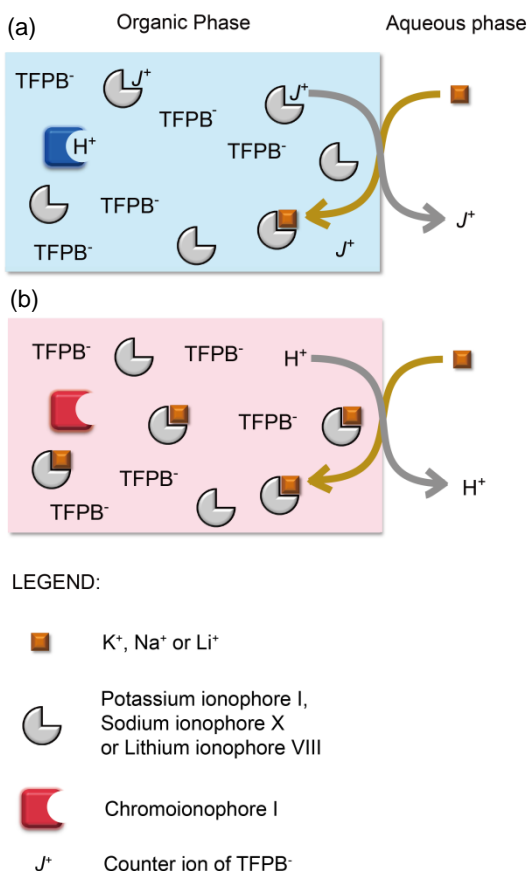 (a) Organic Phase Aqueous phase
TFPB⁻ J⁺ J⁺
TFPB⁻
H⁺ TFPB⁻
TFPB⁻
TFPB⁻ J⁺ J⁺
(b)
TFPB⁻ TFPB⁻ H⁺
TFPB⁻
TFPB⁻
TFPB⁻ H⁺
LEGEND:
K⁺, Na⁺ or Li⁺
Potassium ionophore I,
Sodium ionophore X
or Lithium ionophore VIII
Chromoionophore I
J⁺ Counter ion of TFPB⁻